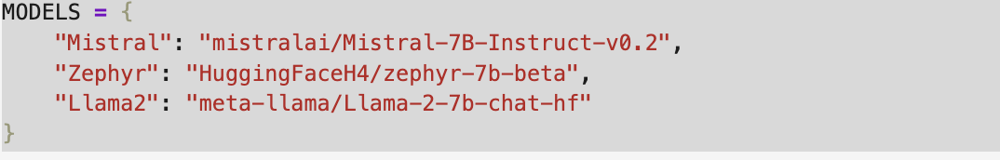 MODELS = {
    "Mistral": "mistralai/Mistral-7B-Instruct-v0.2",
    "Zephyr": "HuggingFaceH4/zephyr-7b-beta",
    "Llama2": "meta-llama/Llama-2-7b-chat-hf"
}